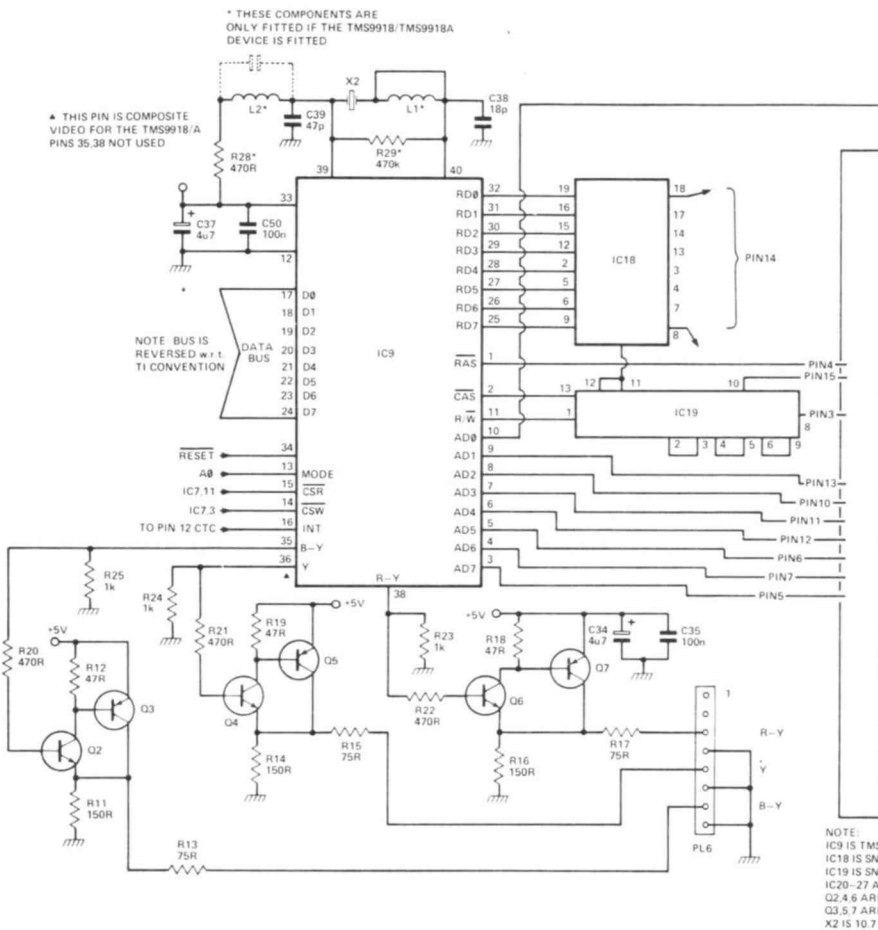 * THESE COMPONENTS ARE
ONLY FITTED IF THE TMS9918/TMS9918A
DEVICE IS FITTED
X2
L2*
C39
47p
L1*
C38
18p
▲ THIS PIN IS COMPOSITE
VIDEO FOR THE TMS9918/A
PINS 35,38 NOT USED
R28*
470R
R29*
470k
39
40
33
C37
4u7
+
C50
100n
12
NOTE BUS IS
REVERSED w.r.t.
TI CONVENTION
DATA
BUS
17 D0
18 D1
19 D2
20 D3
21 D4
22 D5
23 D6
24 D7
IC9
RD0 32 19
RD1 31 16
RD2 30 15
RD3 29 12
RD4 28 2
RD5 27 5
RD6 26 6
RD7 25 9
IC18
18
17
14
13
3
4
7
8
PIN14
RAS 1 PIN4
PIN15
CAS 2 13
12 11 10
R/W 11 1
IC19
PIN3
8
2 3 4 5 6 9
AD0 10
AD1 9 PIN13
AD2 8 PIN10
AD3 7 PIN11
AD4 6 PIN12
AD5 5 PIN6
AD6 4 PIN7
AD7 3 PIN5
RESET 34
A0 13 MODE
IC7,11 15 CSR
IC7,3 14 CSW
TO PIN 12 CTC 16 INT
35 B-Y
36 Y
▲
R-Y
38
R25
1k
R24
1k
R20
470R
+5V
R12
47R
Q3
Q2
R11
150R
R13
75R
R21
470R
R19
47R
+5V
Q5
Q4
R14
150R
R15
75R
R23
1k
R22
470R
+5V
R18
47R
Q7
Q6
R16
150R
R17
75R
C34
4u7
+
C35
100n
1
R-Y
Y
B-Y
PL6
NOTE:
IC9 IS TMS
IC18 IS SN
IC19 IS SN
IC20-27 A
Q2,4,6 ARE
Q3,5,7 ARE
X2 IS 10.7